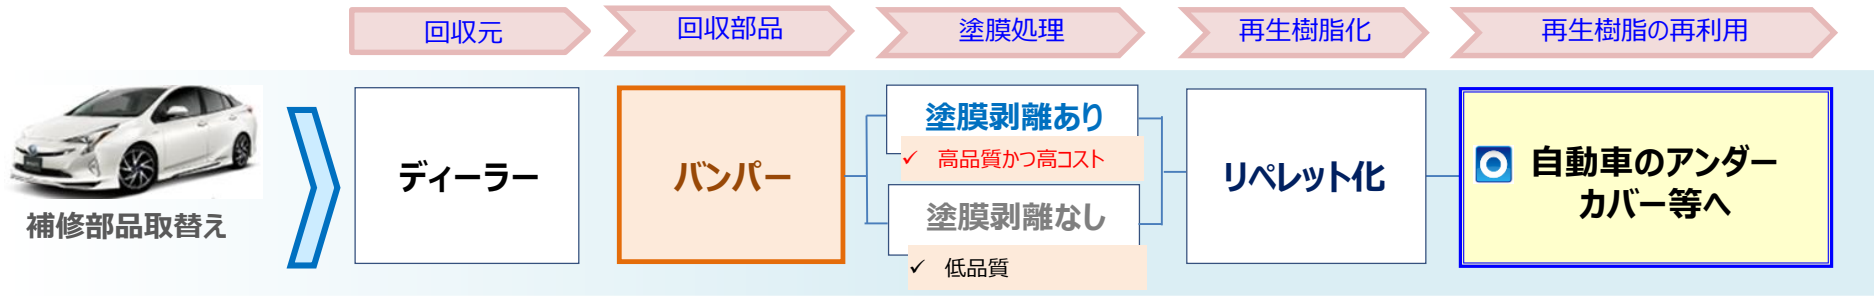 回収元
回収部品
塗膜処理
再生樹脂化
再生樹脂の再利用
補修部品取替え
ディーラー
バンパー
塗膜剥離あり
✓ 高品質かつ高コスト
塗膜剥離なし
✓ 低品質
リペレット化
自動車のアンダー
カバー等へ